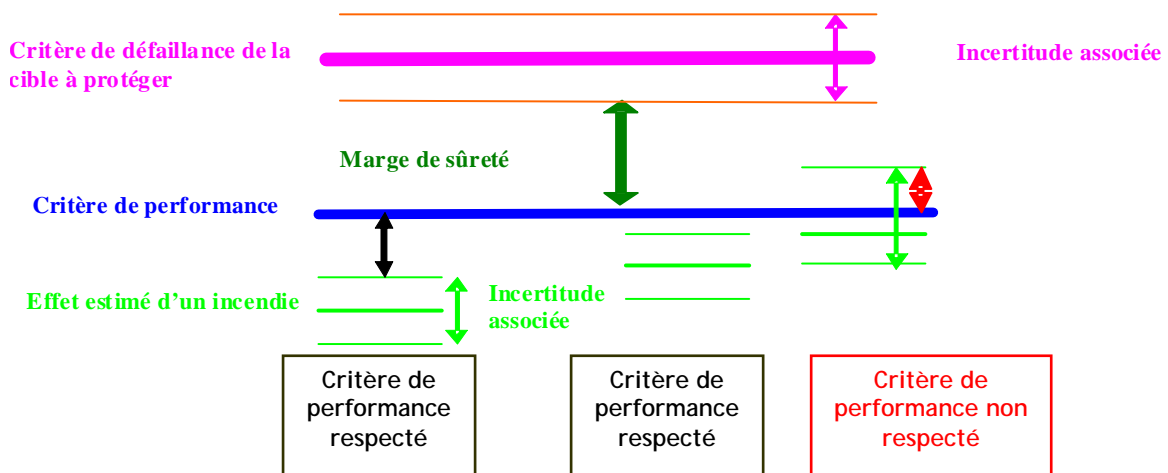 Critère de défaillance de la
cible à protéger
Incertitude associée
Marge de sûreté
Critère de performance
Effet estimé d'un incendie
Incertitude
associée
Critère de
performance
respecté
Critère de
performance
respecté
Critère de
performance non
respecté